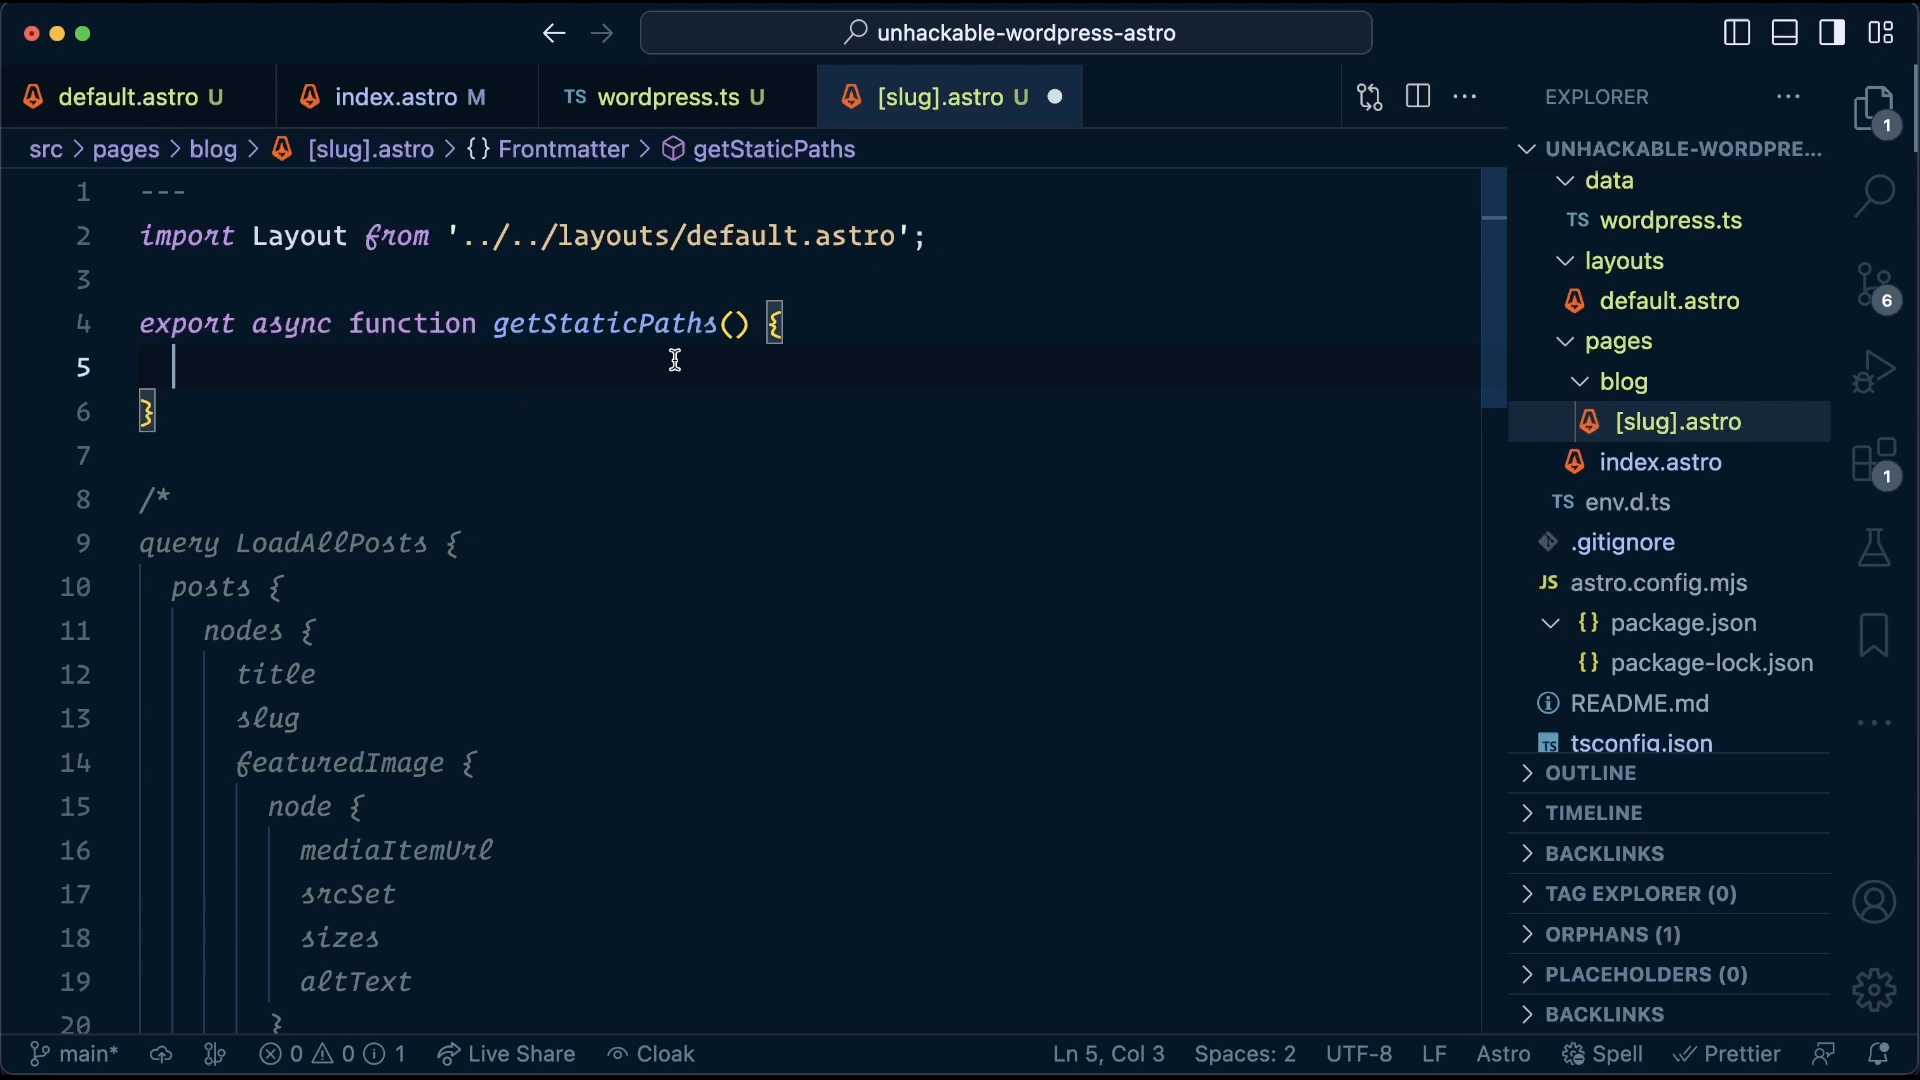 unhackable-wordpress-astro
default.astro U
index.astro M
TS wordpress.ts U
[slug].astro U
EXPLORER
src > pages > blog > [slug].astro > {} Frontmatter > getStaticPaths
1 ---
2 import Layout from '../../layouts/default.astro';
3
4 export async function getStaticPaths() {
5
6 }
7
8 /*
9 query LoadAllPosts {
10 posts {
11 nodes {
12 title
13 slug
14 featuredImage {
15 node {
16 mediaItemUrl
17 srcSet
18 sizes
19 altText
20 }
UNHACKABLE-WORDPRE...
data
TS wordpress.ts
layouts
default.astro
pages
blog
[slug].astro
index.astro
TS env.d.ts
.gitignore
JS astro.config.mjs
{} package.json
{} package-lock.json
README.md
TS tsconfig.json
OUTLINE
TIMELINE
BACKLINKS
TAG EXPLORER (0)
ORPHANS (1)
PLACEHOLDERS (0)
BACKLINKS
1
6
1
main* 0 0 1 Live Share Cloak
Ln 5, Col 3 Spaces: 2 UTF-8 LF Astro Spell Prettier